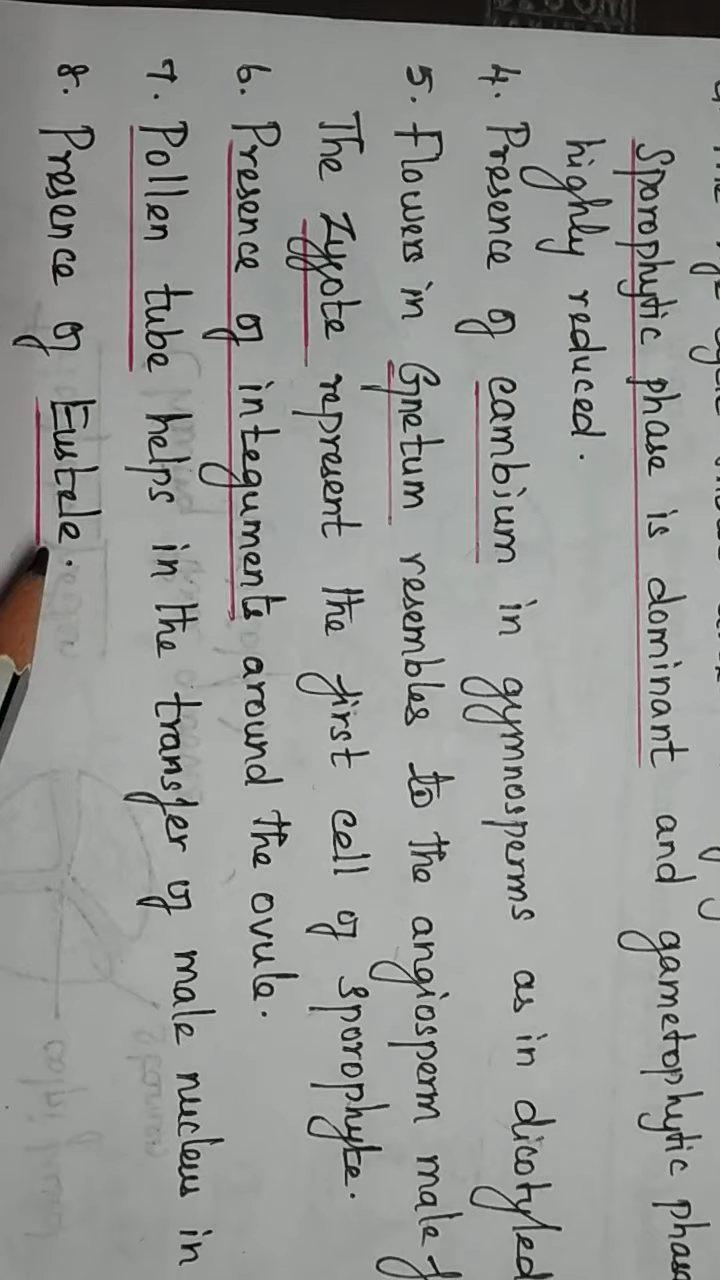 sporophytic phase is dominant and gametophytic phase
highly reduced.
4. Presence of cambium in gymnosperms as in dicotyled
5. Flowers in Gnetum resembles to the angiosperm male f
The zygote represent the first cell of sporophyte.
6. Presence of integuments around the ovule.
7. Pollen tube helps in the transfer of male nucleus in
8. Presence of Eustele.